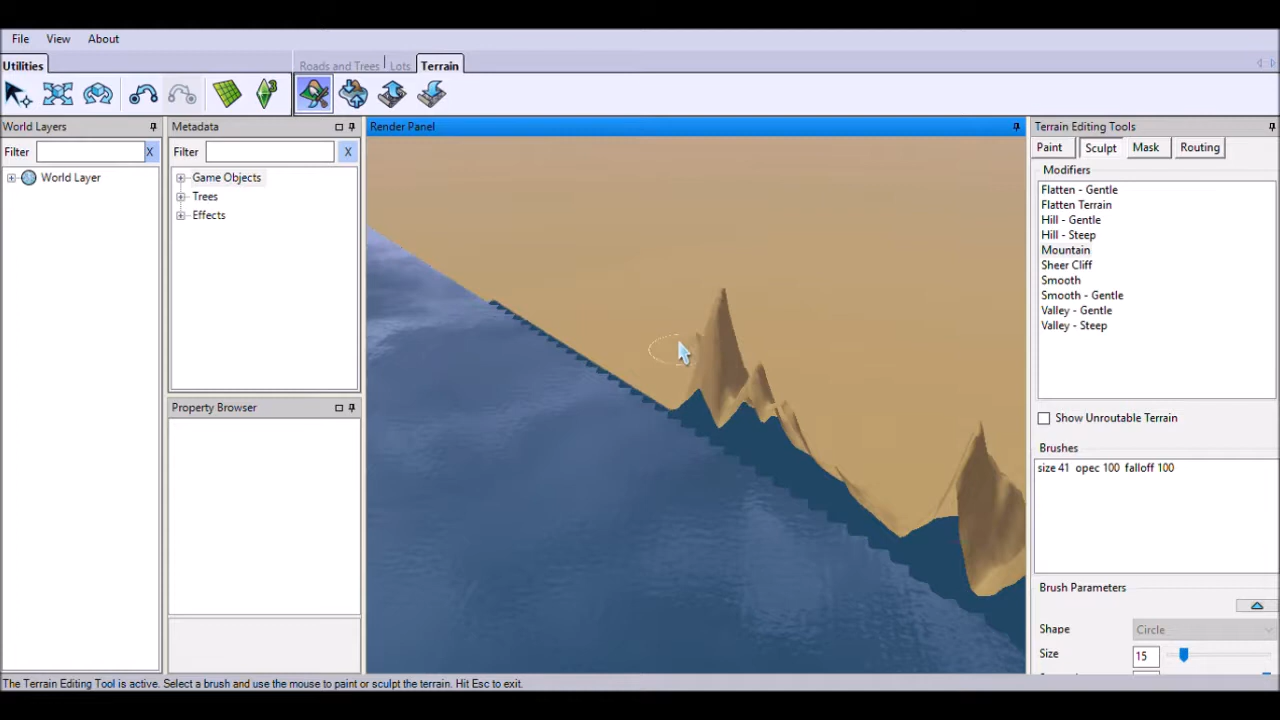 File View About
Utilities Roads and Trees Lots Terrain
World Layers Metadata Render Panel Terrain Editing Tools
Filter X Filter X Paint Sculpt Mask Routing
World Layer
Game Objects
Trees
Effects
Property Browser
Modifiers
Flatten - Gentle
Flatten Terrain
Hill - Gentle
Hill - Steep
Mountain
Sheer Cliff
Smooth
Smooth - Gentle
Valley - Gentle
Valley - Steep
Show Unroutable Terrain
Brushes
size 41 opec 100 falloff 100
Brush Parameters
Shape Circle
Size 15
The Terrain Editing Tool is active. Select a brush and use the mouse to paint or sculpt the terrain. Hit Esc to exit.